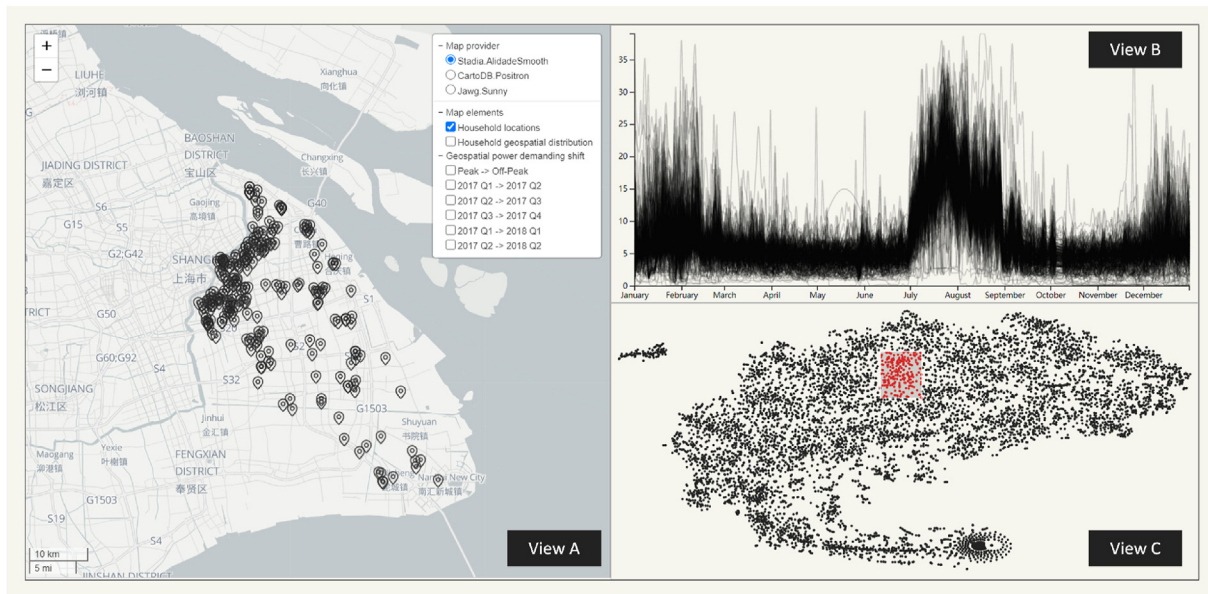 +
−
− Map provider
Stadia.AlidadeSmooth
CartoDB.Positron
Jawg.Sunny
− Map elements
Household locations
Household geospatial distribution
− Geospatial power demanding shift
Peak -> Off-Peak
2017 Q1 -> 2017 Q2
2017 Q2 -> 2017 Q3
2017 Q3 -> 2017 Q4
2017 Q1 -> 2018 Q1
2017 Q2 -> 2018 Q2
LIUHE
浏河镇
Xianghua
向化镇
BAOSHAN
DISTRICT
宝山区
JIADING DISTRICT
嘉定区
Changxing
长兴镇
Gaojing
高境镇
S6
G40
G15
S5
曹路镇
G2;G42
SHANG
上海市
S1
TRICT
G50
S2
G60;G92
S4
S32
SONGJIANG
松江区
G1503
Jinhui
金汇镇
Shuyuan
书院镇
Maogang
泖港镇
Yexie
叶榭镇
FENGXIAN
DISTRICT
奉贤区
New City
南汇新城镇
G1503
S19
S4
10 km
5 mi
JINSHAN DISTRICT
View A
View B
35
30
25
20
15
10
5
0
January February March April May June July August September October November December
View C